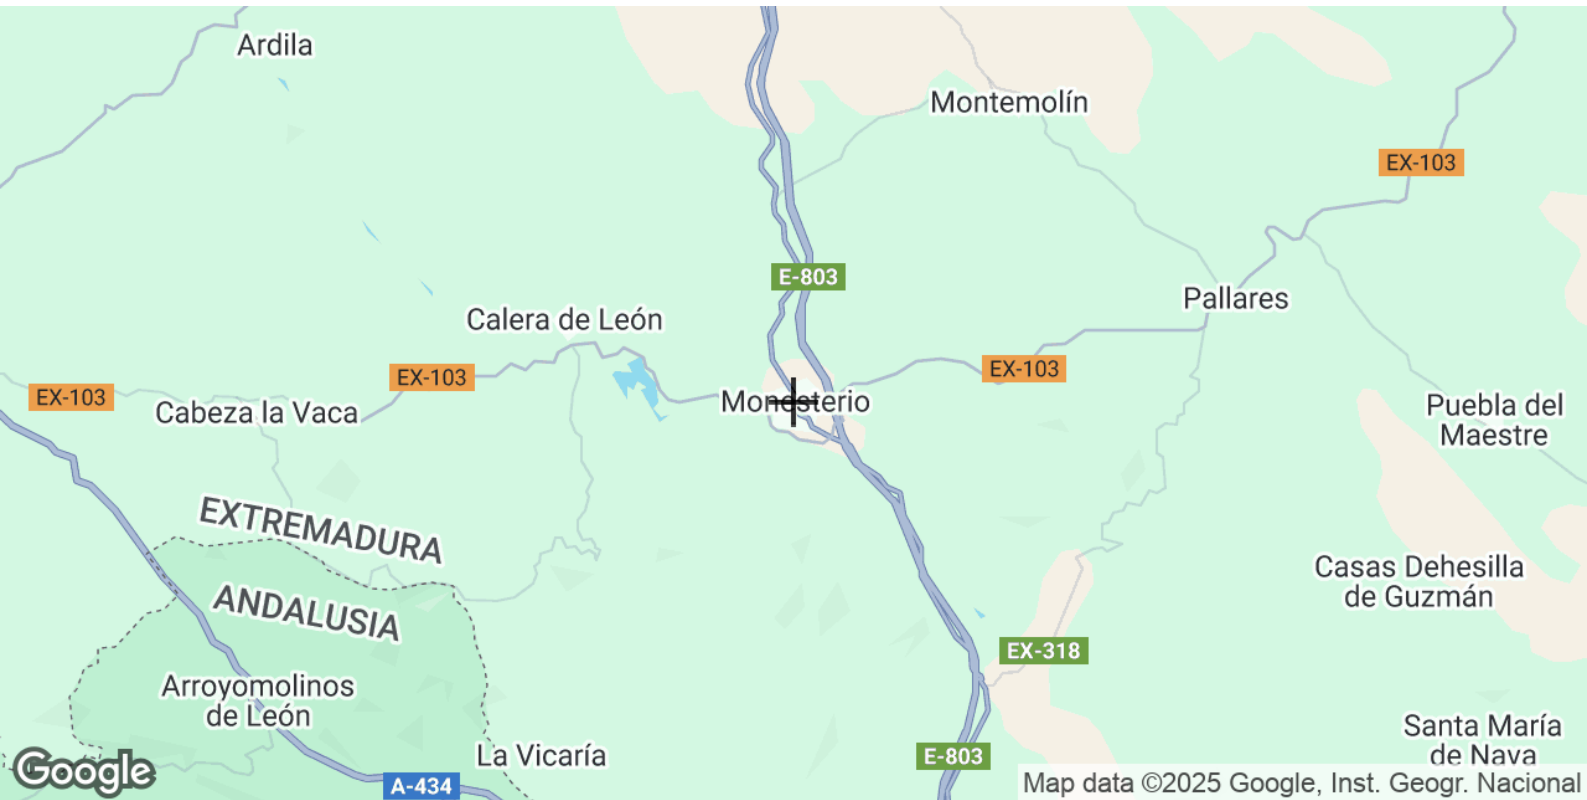 Ardila
Montemolín
EX-103
E-803
Pallares
Calera de León
EX-103
EX-103
EX-103
Cabeza la Vaca
Monesterio
Puebla del
Maestre
EXTREMADURA
ANDALUSIA
Casas Dehesilla
de Guzmán
EX-318
Arroyomolinos
de León
La Vicaría
E-803
Santa María
de Nava
A-434
Google
Map data ©2025 Google, Inst. Geogr. Nacional